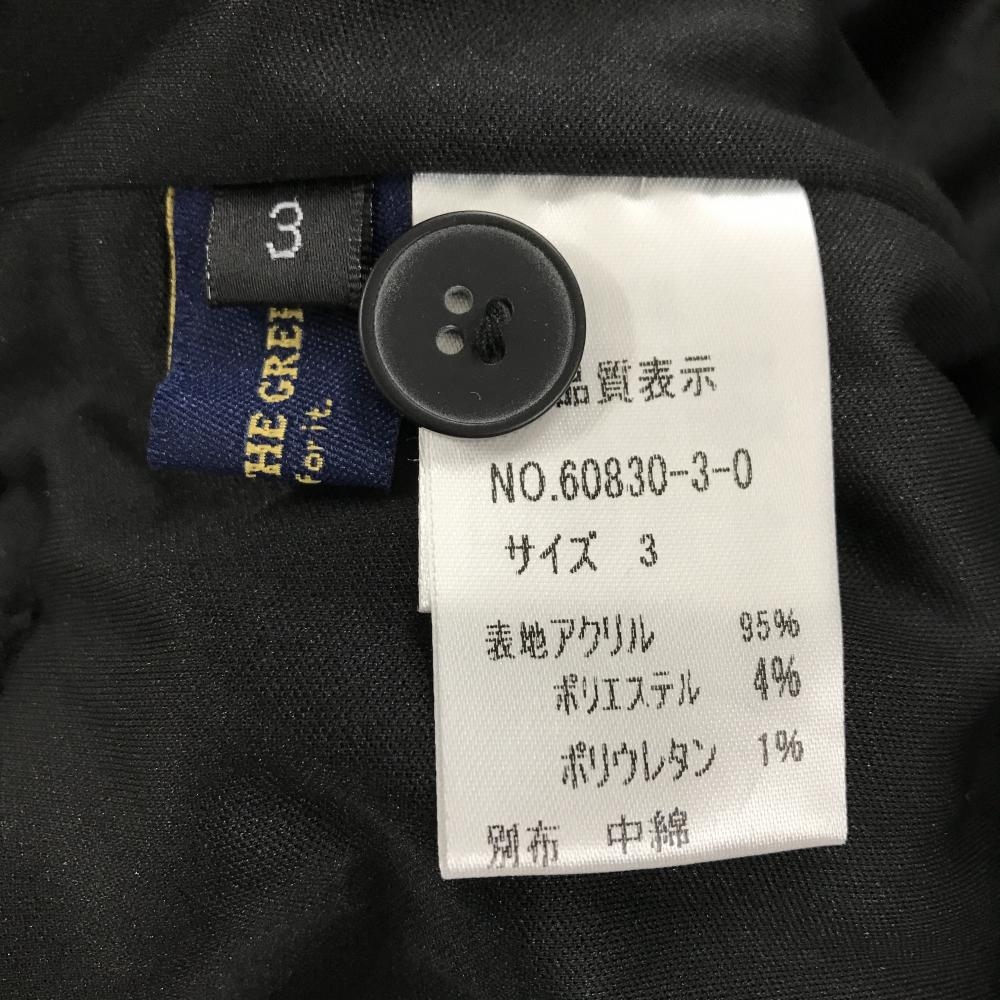 3
HE GRE
for it.
品質表示
NO.60830-3-0
サイズ 3
表地アクリル 95%
ポリエステル 4%
ポリウレタン 1%
別布 中綿